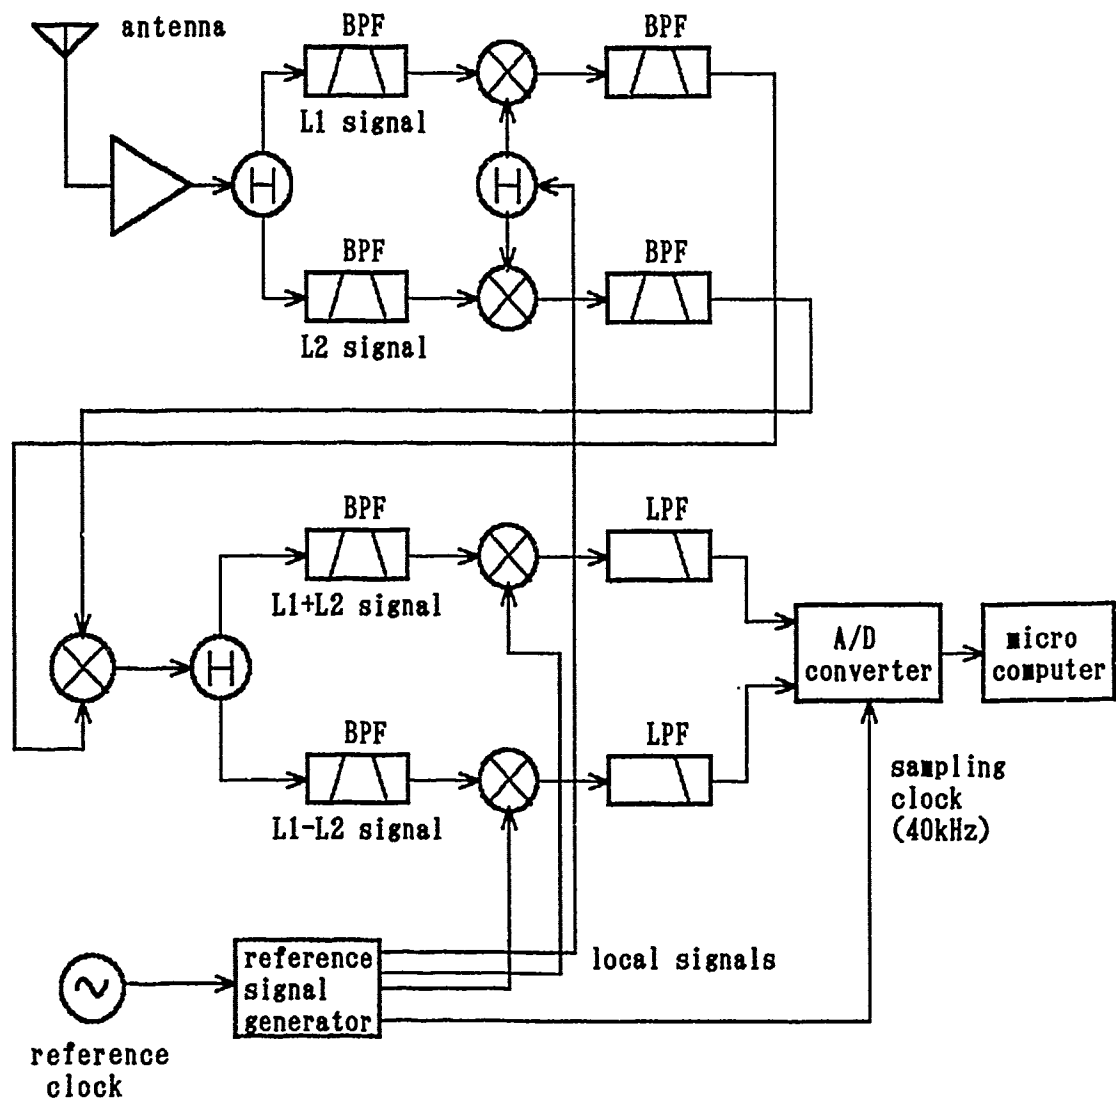 antenna
BPF
BPF
L1 signal
H
H
BPF
BPF
L2 signal
BPF
LPF
L1+L2 signal
A/D
converter
micro
computer
H
BPF
LPF
L1-L2 signal
sampling
clock
(40kHz)
reference
signal
generator
local signals
reference
clock